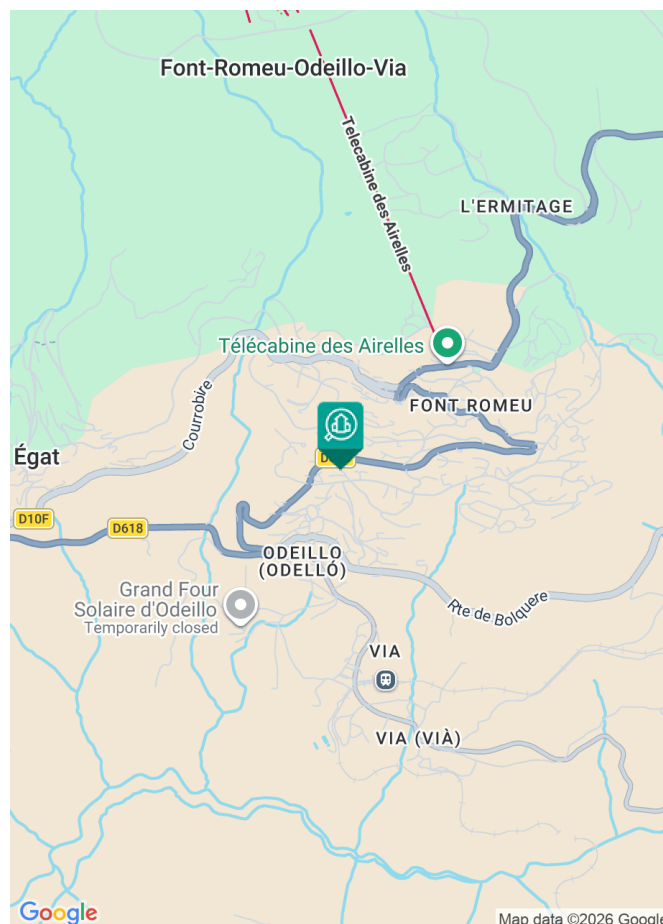 Font-Romeu-Odeillo-Via
Telecabine des Airelles
L'ERMITAGE
Télécabine des Airelles
Courrobire
FONT ROMEU
Égat
D10F
D618
ODEILLO
(ODELLÓ)
Grand Four
Solaire d'Odeillo
Temporarily closed
Rte de Bolquere
VIA
VIA (VIÀ)
Google
Map data ©2026 Google